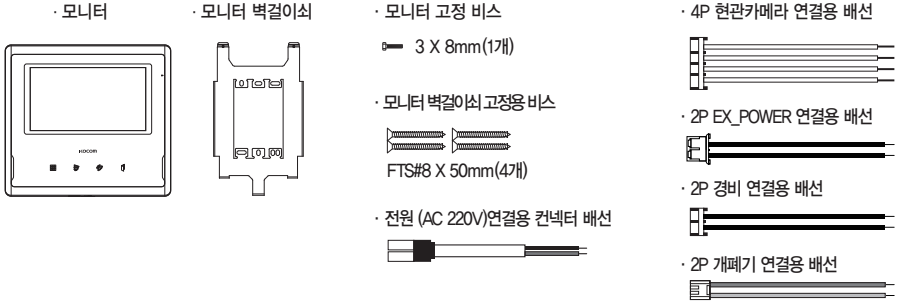 · 모니터
KOCOM
· 모니터 벽걸이쇠
· 모니터 고정 비스
3 X 8mm(1개)
· 모니터 벽걸이쇠 고정용 비스
FTS#8 X 50mm(4개)
· 전원 (AC 220V)연결용 컨넥터 배선
· 4P 현관카메라 연결용 배선
· 2P EX_POWER 연결용 배선
· 2P 경비 연결용 배선
· 2P 개폐기 연결용 배선